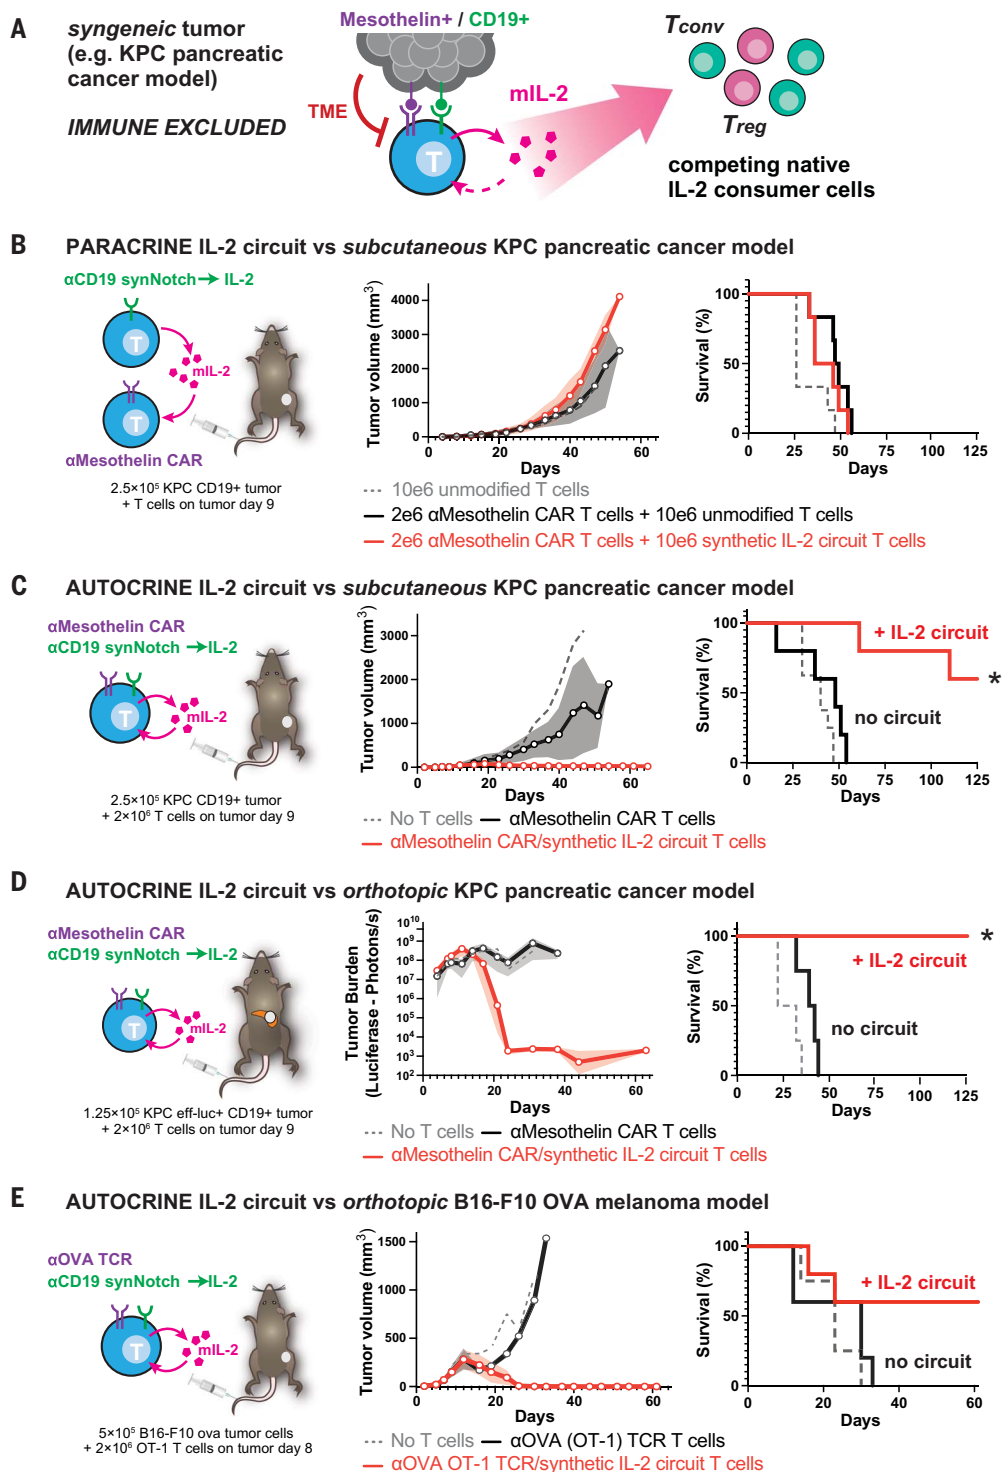 A
syngeneic tumor
(e.g. KPC pancreatic
cancer model)
IMMUNE EXCLUDED
Mesothelin+ / CD19+
TME
T
mIL-2
Tconv
Treg
competing native
IL-2 consumer cells
B PARACRINE IL-2 circuit vs subcutaneous KPC pancreatic cancer model
αCD19 synNotch → IL-2
T
mIL-2
T
αMesothelin CAR
2.5×10⁵ KPC CD19+ tumor
+ T cells on tumor day 9
Tumor volume (mm³)
4000
3000
2000
1000
0
0 20 40 60
Days
Survival (%)
100
50
0
0 25 50 75 100 125
Days
10e6 unmodified T cells
2e6 αMesothelin CAR T cells + 10e6 unmodified T cells
2e6 αMesothelin CAR T cells + 10e6 synthetic IL-2 circuit T cells
C AUTOCRINE IL-2 circuit vs subcutaneous KPC pancreatic cancer model
αMesothelin CAR
αCD19 synNotch → IL-2
T
mIL-2
2.5×10⁵ KPC CD19+ tumor
+ 2×10⁶ T cells on tumor day 9
Tumor volume (mm³)
3000
2000
1000
0
0 20 40 60
Days
Survival (%)
100
50
0
+ IL-2 circuit
*
no circuit
0 25 50 75 100 125
Days
No T cells αMesothelin CAR T cells
αMesothelin CAR/synthetic IL-2 circuit T cells
D AUTOCRINE IL-2 circuit vs orthotopic KPC pancreatic cancer model
αMesothelin CAR
αCD19 synNotch → IL-2
T
mIL-2
1.25×10⁵ KPC eff-luc+ CD19+ tumor
+ 2×10⁶ T cells on tumor day 9
Tumor Burden
(Luciferase - Photons/s)
10¹⁰
10⁹
10⁸
10⁷
10⁶
10⁵
10⁴
10³
10²
0 20 40 60
Days
Survival (%)
100
50
0
*
+ IL-2 circuit
no circuit
0 25 50 75 100 125
Days
No T cells αMesothelin CAR T cells
αMesothelin CAR/synthetic IL-2 circuit T cells
E AUTOCRINE IL-2 circuit vs orthotopic B16-F10 OVA melanoma model
αOVA TCR
αCD19 synNotch → IL-2
T
mIL-2
5×10⁵ B16-F10 ova tumor cells
+ 2×10⁶ OT-1 T cells on tumor day 8
Tumor volume (mm³)
1500
1000
500
0
0 10 20 30 40 50 60
Days
Survival (%)
100
50
0
+ IL-2 circuit
no circuit
0 20 40 60
Days
No T cells αOVA (OT-1) TCR T cells
αOVA OT-1 TCR/synthetic IL-2 circuit T cells